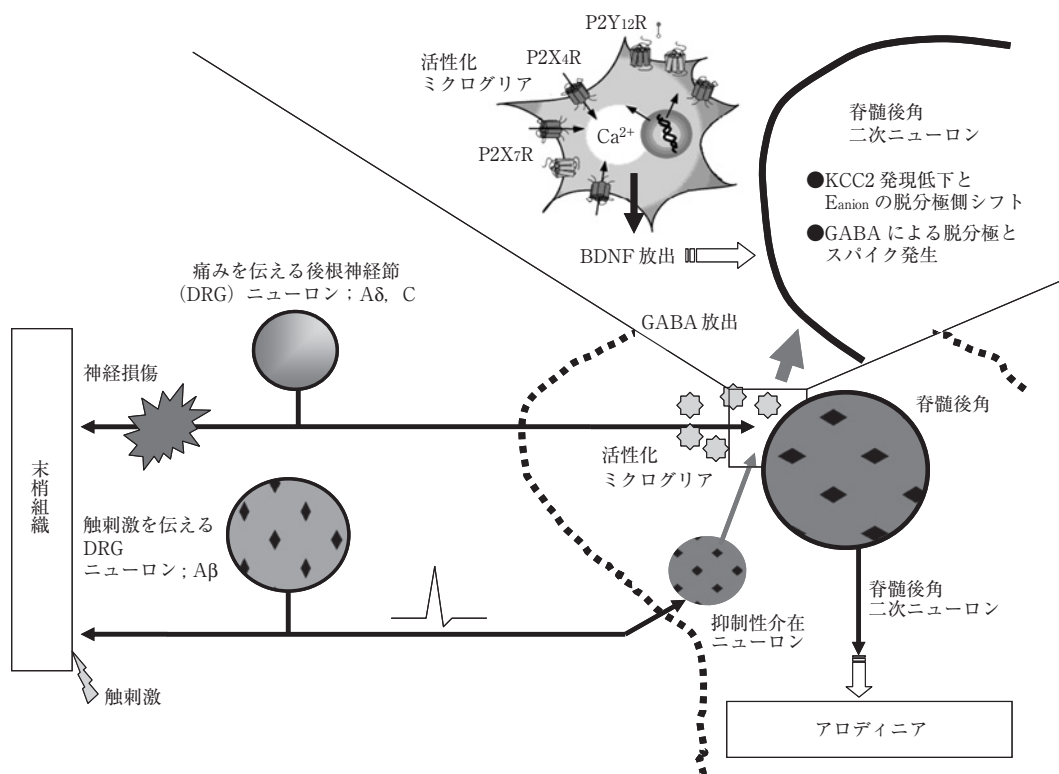 P2Y12R
活性化
ミクログリア
P2X4R
Ca2+
P2X7R
BDNF 放出
脊髄後角
二次ニューロン
●KCC2 発現低下と
Eanion の脱分極側シフト
●GABA による脱分極と
スパイク発生
痛みを伝える後根神経節
(DRG)ニューロン;Aδ, C
GABA 放出
神経損傷
末梢組織
活性化
ミクログリア
脊髄後角
触刺激を伝える
DRG
ニューロン;Aβ
抑制性介在
ニューロン
脊髄後角
二次ニューロン
触刺激
アロディニア